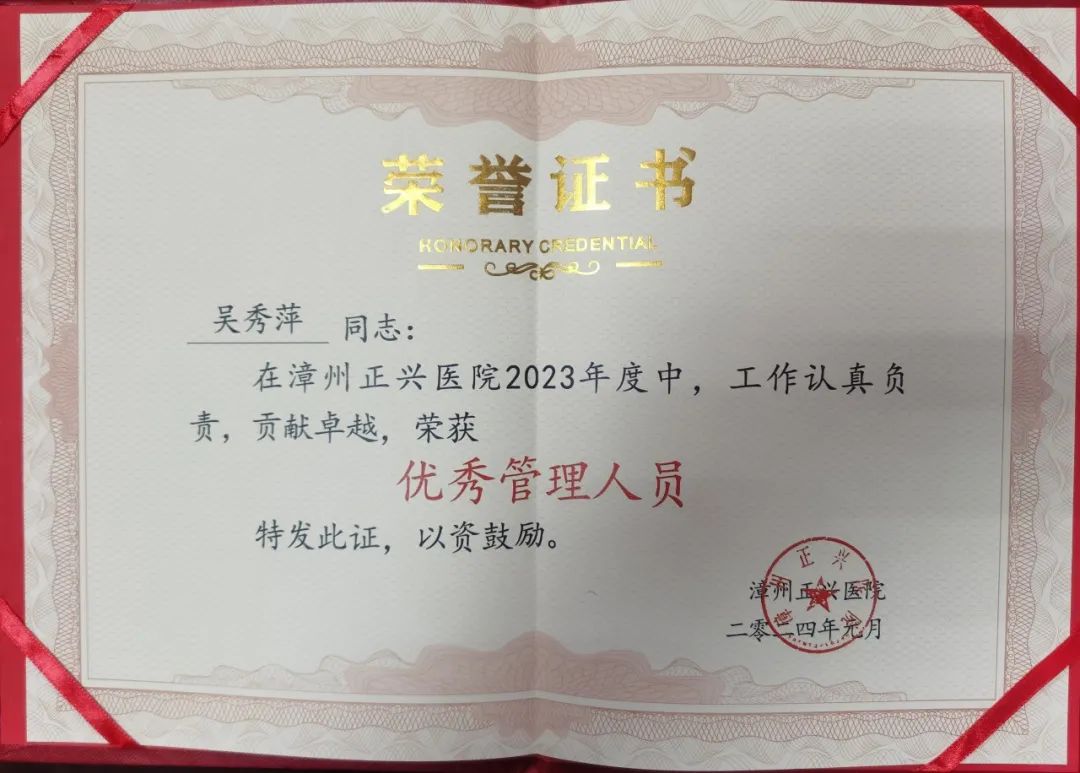 荣誉证书
HONORARY CREDENTIAL
吴秀萍 同志：
在漳州正兴医院2023年度中，工作认真负
责，贡献卓越，荣获
优秀管理人员
特发此证，以资鼓励。
漳州正兴医院
二零二四年元月